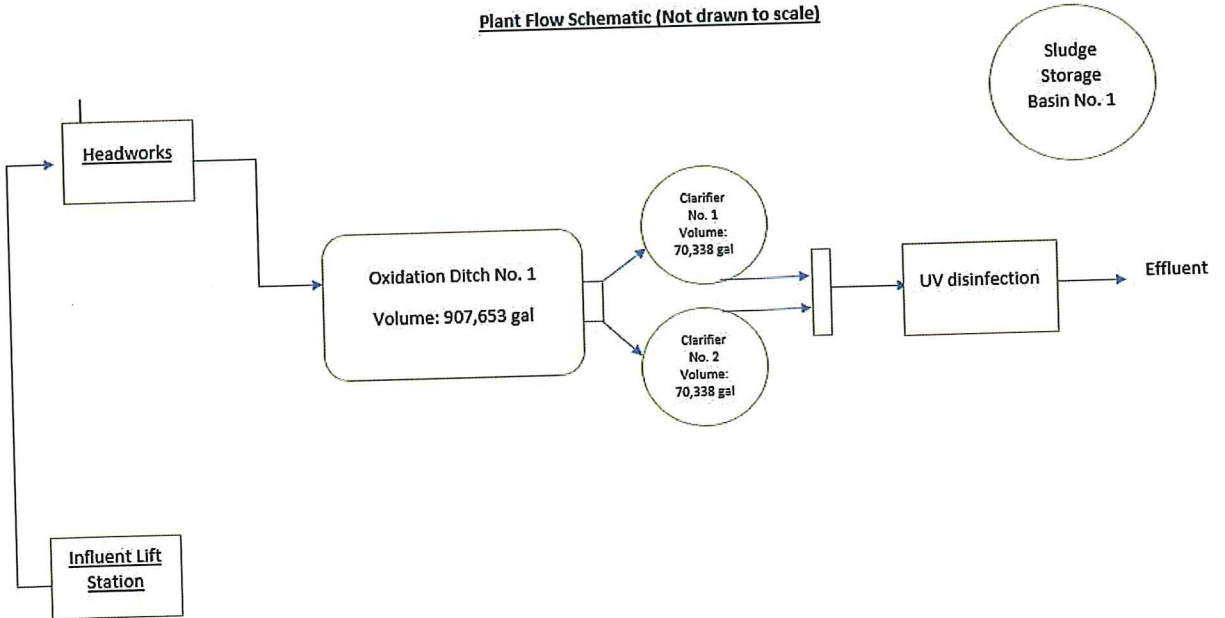 Plant Flow Schematic (Not drawn to scale)
Sludge
Storage
Basin No. 1
Headworks
Clarifier
No. 1
Volume:
70,338 gal
Oxidation Ditch No. 1
Volume: 907,653 gal
UV disinfection
Effluent
Clarifier
No. 2
Volume:
70,338 gal
Influent Lift
Station